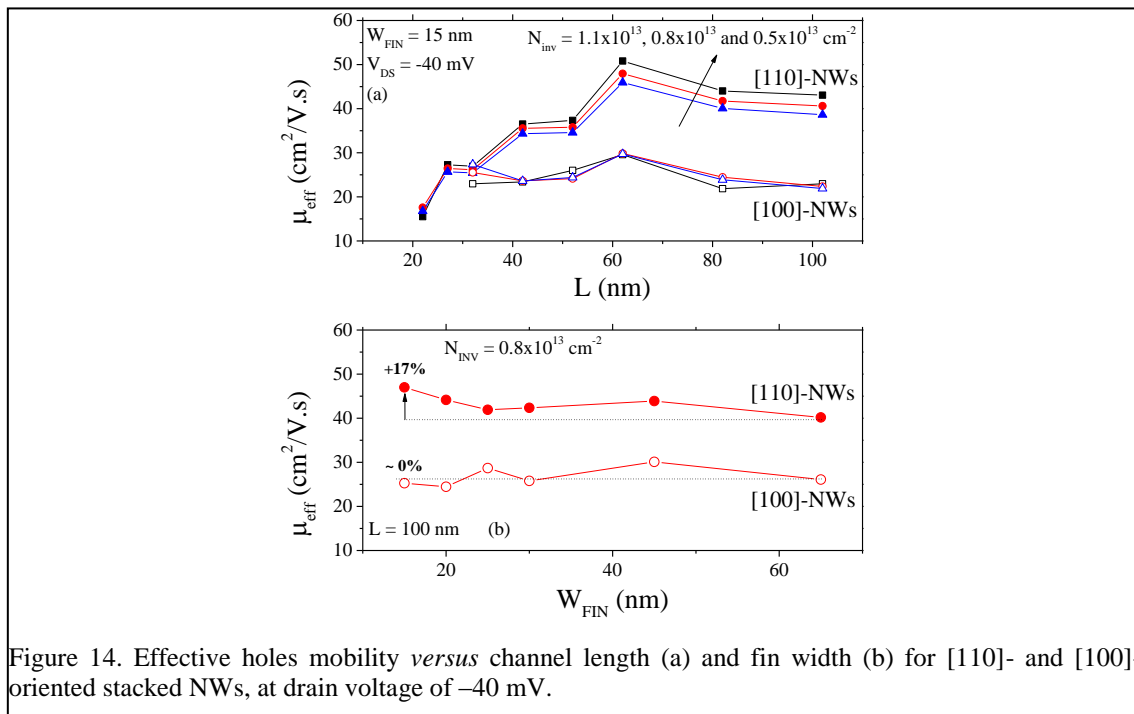 60
50
40
30
20
10
W_FIN = 15 nm
V_DS = -40 mV
(a)
N_inv = 1.1x10^13, 0.8x10^13 and 0.5x10^13 cm^-2
[110]-NWs
[100]-NWs
μ_eff (cm^2/V.s)
20 40 60 80 100
L (nm)
60
50
40
30
20
10
N_INV = 0.8x10^13 cm^-2
+17%
[110]-NWs
~ 0%
[100]-NWs
L = 100 nm (b)
μ_eff (cm^2/V.s)
20 40 60
W_FIN (nm)
Figure 14. Effective holes mobility versus channel length (a) and fin width (b) for [110]- and [100]-
oriented stacked NWs, at drain voltage of –40 mV.